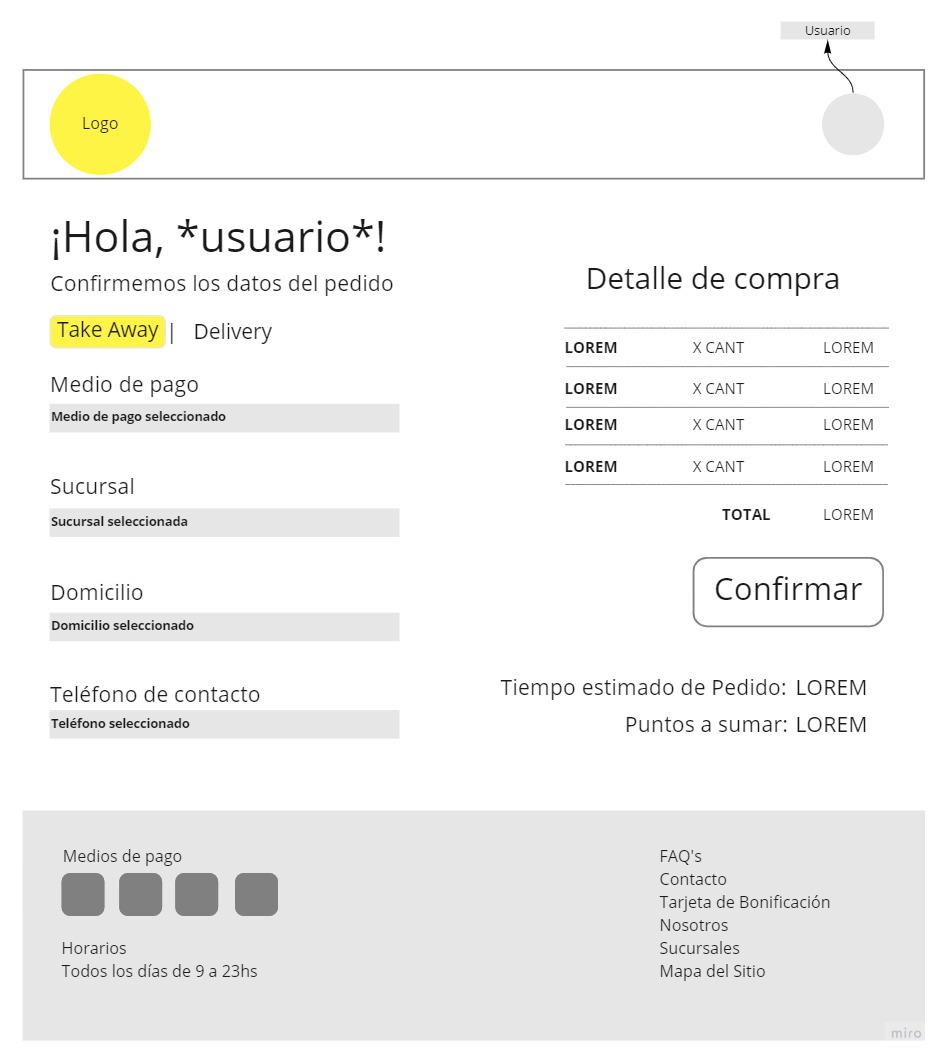 Usuario
Logo
¡Hola, *usuario*!
Confirmemos los datos del pedido
Take Away | Delivery
Medio de pago
Medio de pago seleccionado
Sucursal
Sucursal seleccionada
Domicilio
Domicilio seleccionado
Teléfono de contacto
Teléfono seleccionado
Detalle de compra
LOREM X CANT LOREM
LOREM X CANT LOREM
LOREM X CANT LOREM
LOREM X CANT LOREM
TOTAL LOREM
Confirmar
Tiempo estimado de Pedido: LOREM
Puntos a sumar: LOREM
Medios de pago
Horarios
Todos los días de 9 a 23hs
FAQ's
Contacto
Tarjeta de Bonificación
Nosotros
Sucursales
Mapa del Sitio
miro